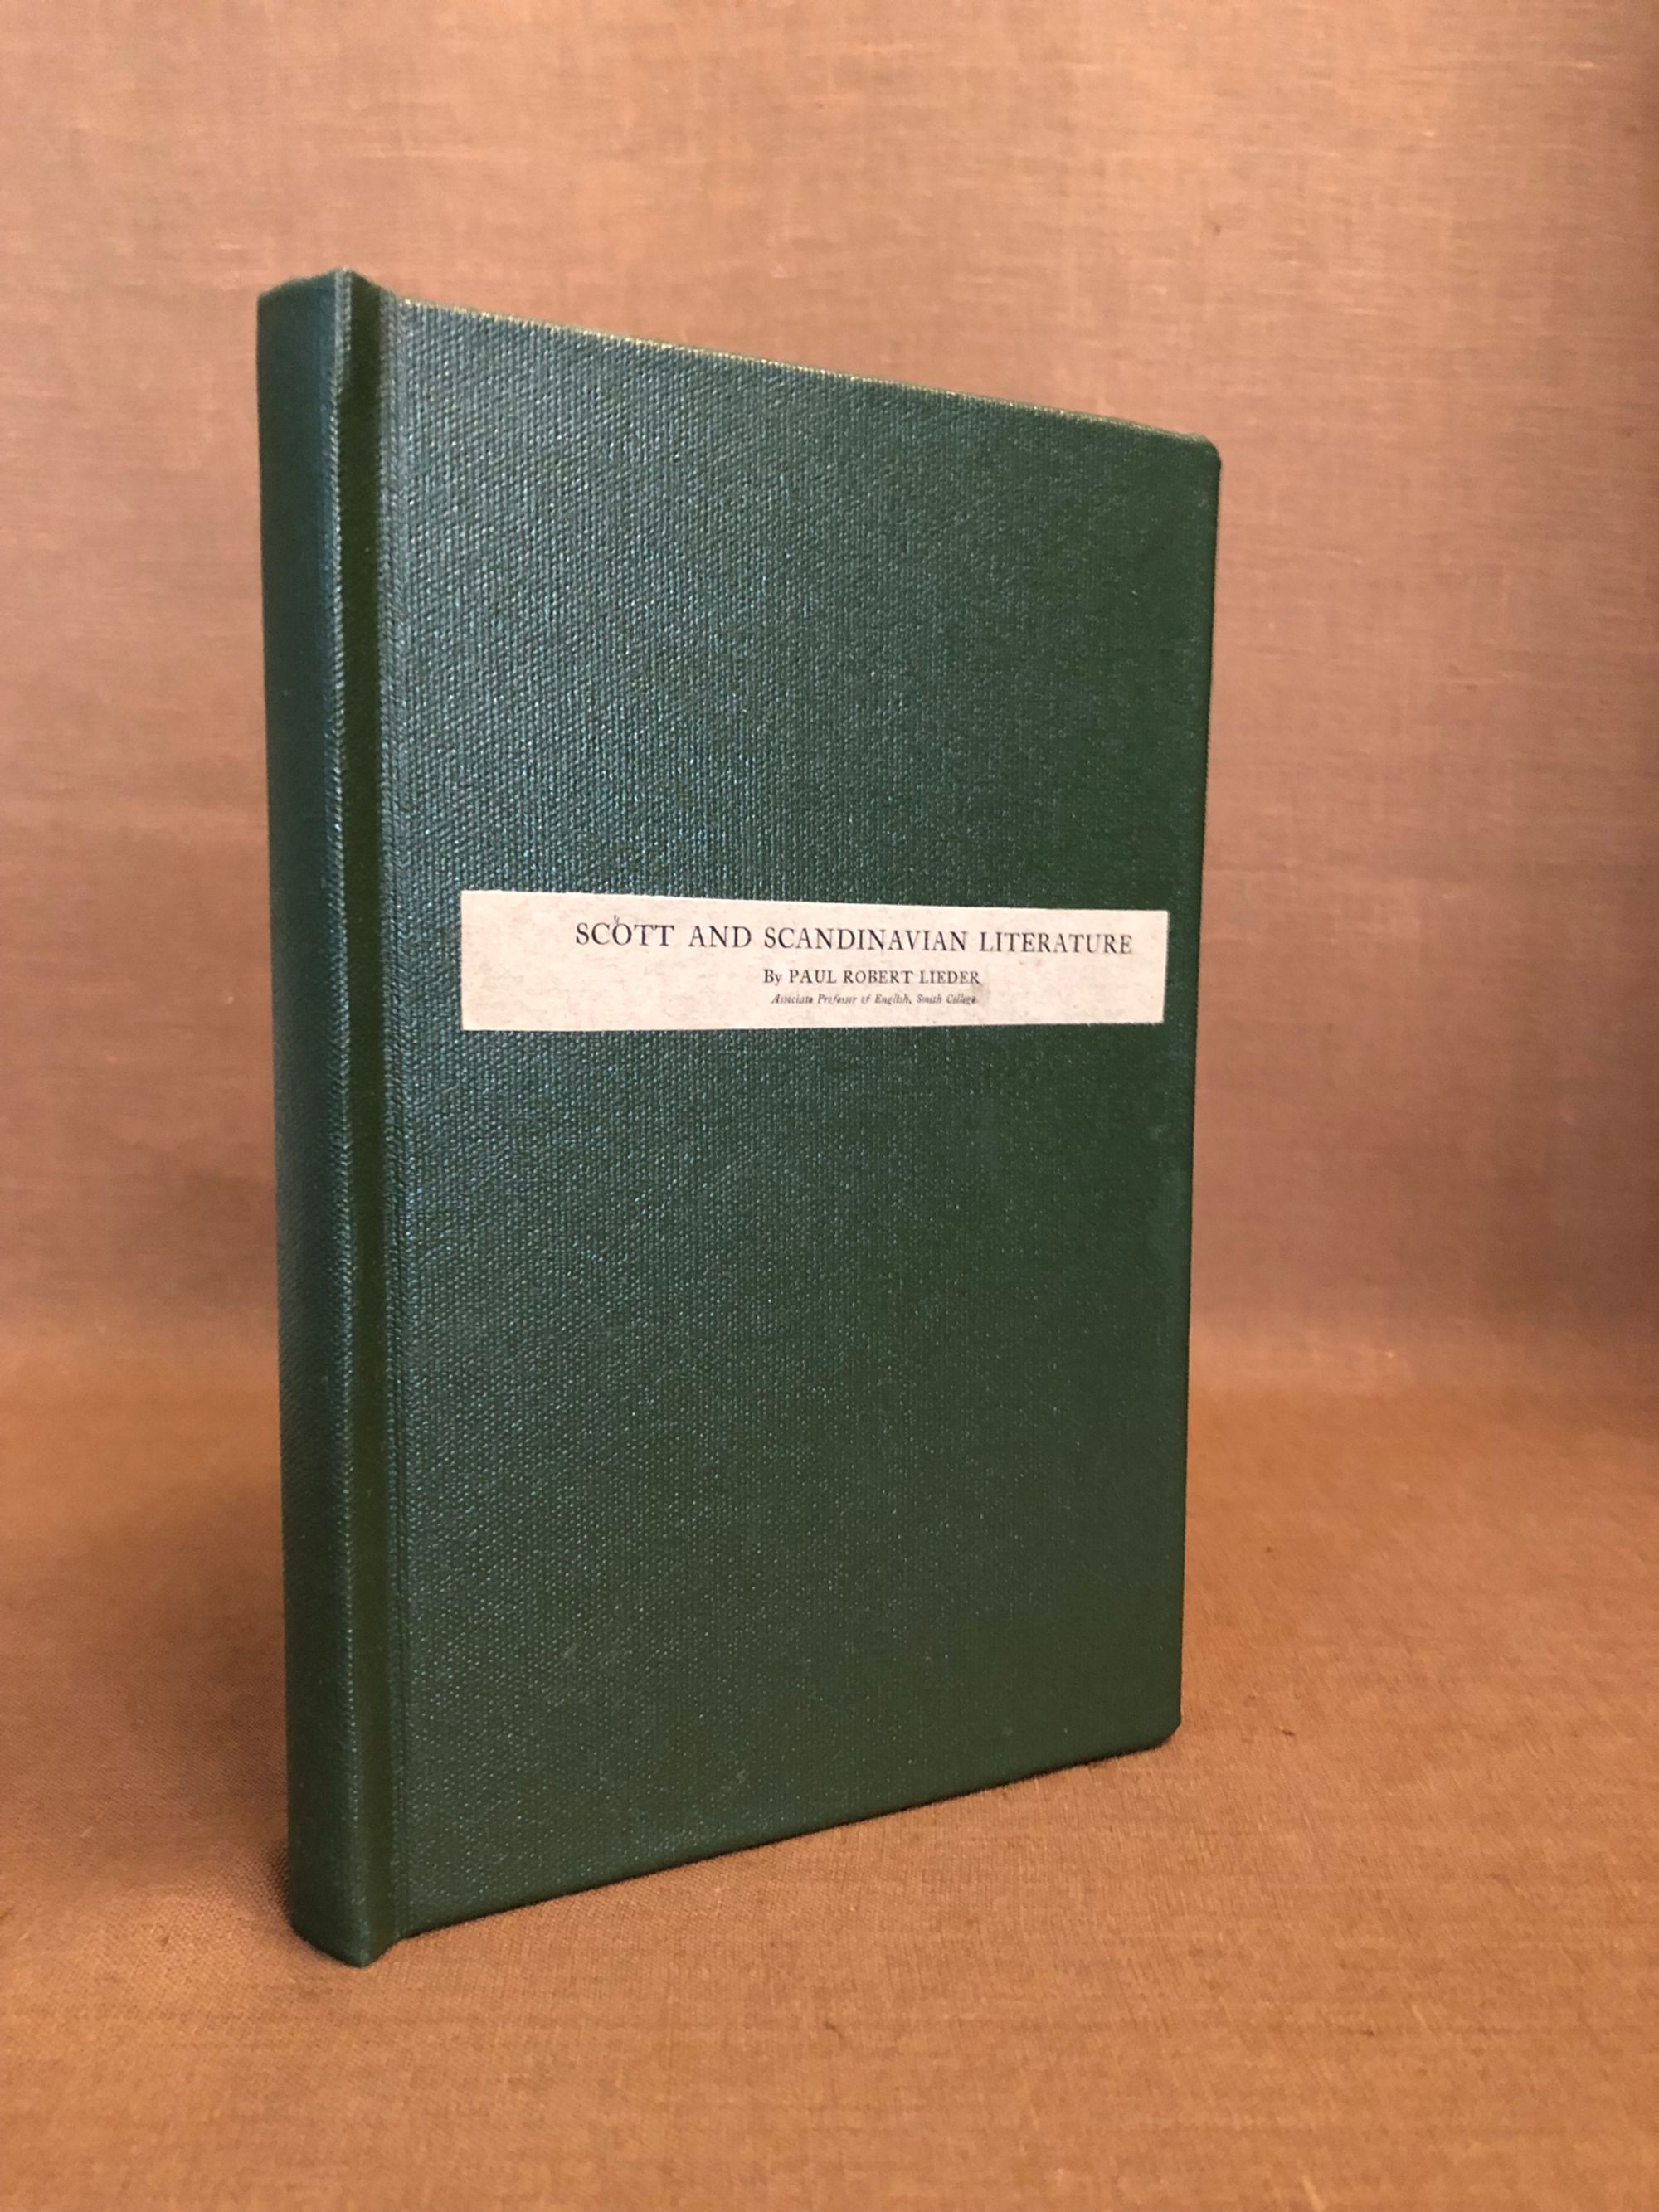 SCOTT AND SCANDINAVIAN LITERATURE
By PAUL ROBERT LIEDER
Associate Professor of English, Smith College